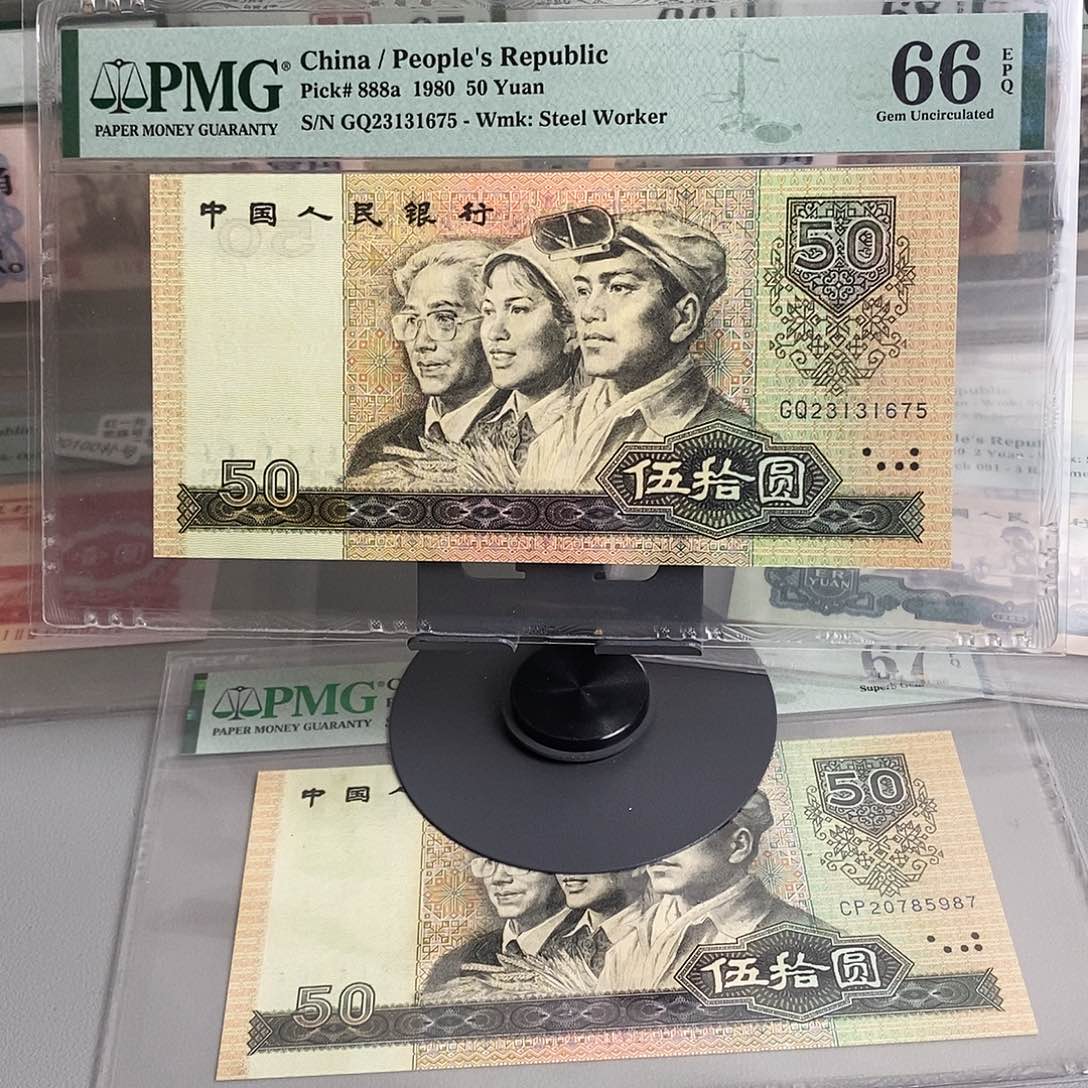 PMG®
PAPER MONEY GUARANTY
China / People's Republic
Pick# 888a 1980 50 Yuan
S/N GQ23131675 - Wmk: Steel Worker
66
EPQ
Gem Uncirculated
中国人民银行
50
GQ23131675
50
伍拾圆
YUAN
PMG®
PAPER MONEY GUARANTY
67
中国
50
CP20785987
50
伍拾圆